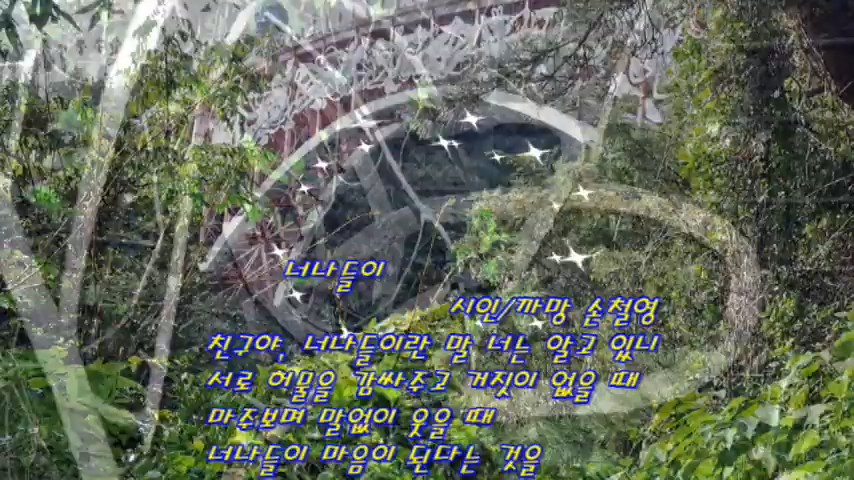 너나들이
시인/까망 손철영
친구야, 너나들이란 말 너는 알고 있니
서로 허물을 감싸주고 거짓이 없을 때
마주보며 말없이 웃을 때
너나들이 마음이 된다는 것을